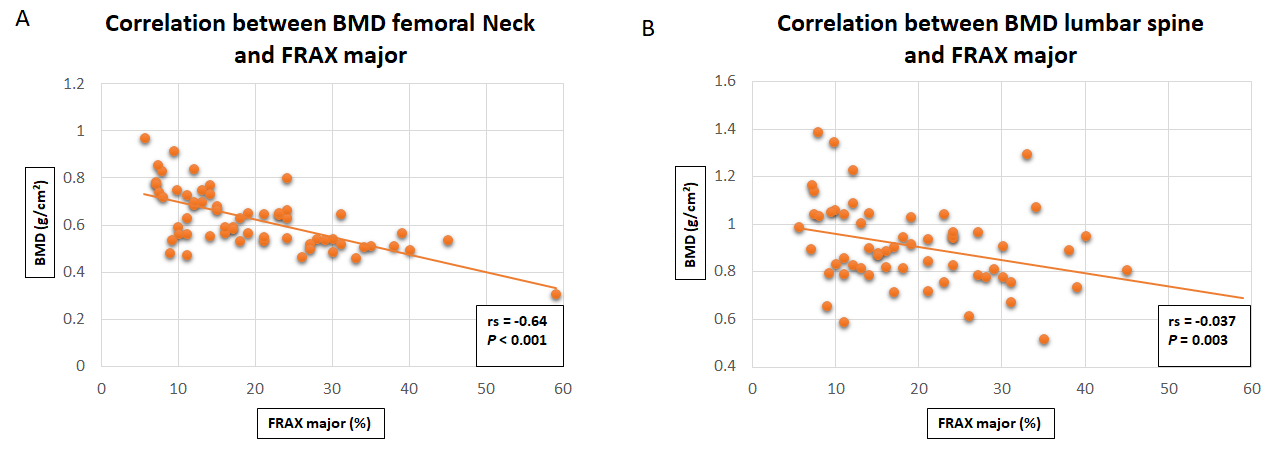 A
Correlation between BMD femoral Neck
and FRAX major
1.2
1
0.8
0.6
0.4
0.2
0
BMD (g/cm²)
rs = -0.64
P < 0.001
0 10 20 30 40 50 60
FRAX major (%)
B
Correlation between BMD lumbar spine
and FRAX major
1.6
1.4
1.2
1
0.8
0.6
0.4
BMD (g/cm²)
rs = -0.037
P = 0.003
0 10 20 30 40 50 60
FRAX major (%)